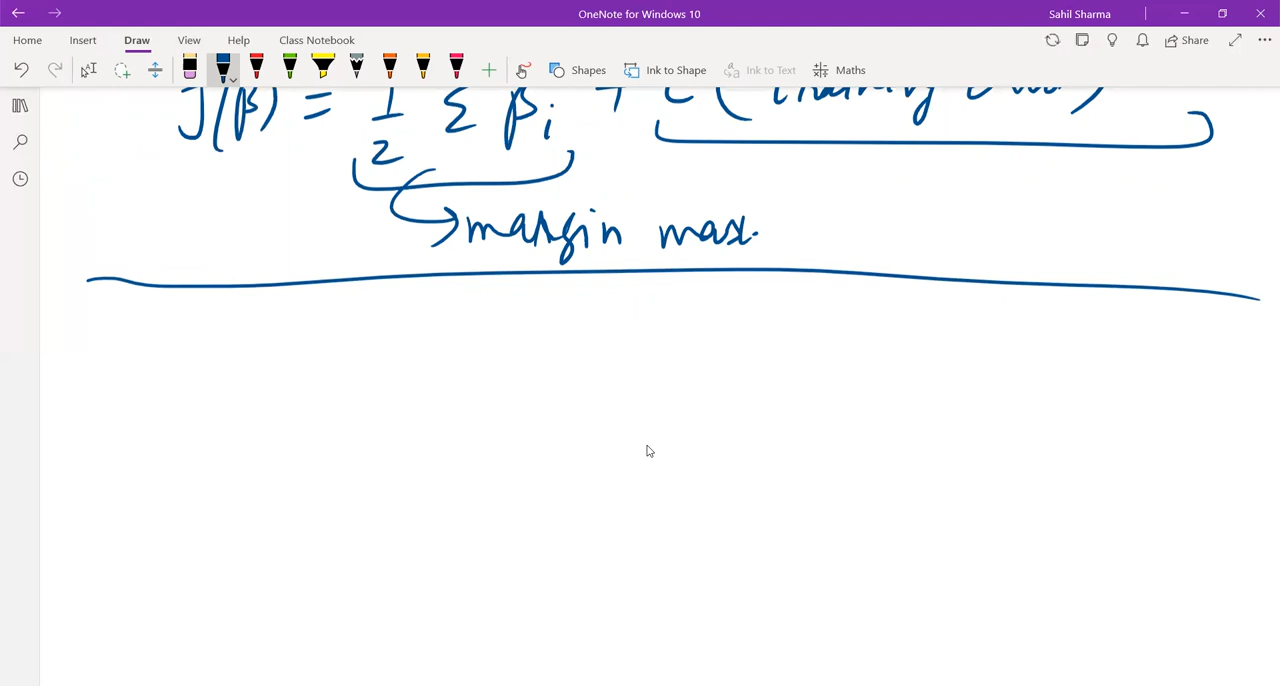 OneNote for Windows 10
Sahil Sharma
Home Insert Draw View Help Class Notebook
Share
Shapes Ink to Shape Ink to Text Maths
J(β) = 1/2 Σ βi + C (
margin max.